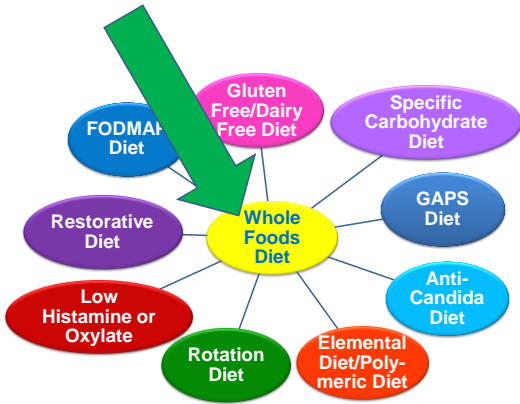 Gluten
Free/Dairy
Free Diet
Specific
Carbohydrate
Diet
FODMAP
Diet
GAPS
Diet
Whole
Foods
Diet
Restorative
Diet
Anti-
Candida
Diet
Low
Histamine or
Oxylate
Rotation
Diet
Elemental
Diet/Poly-
meric Diet